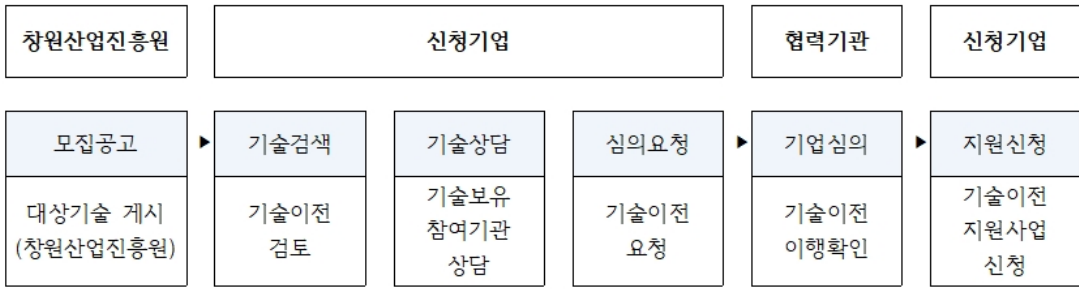 창원산업진흥원 신청기업 협력기관 신청기업
모집공고 ▶ 기술검색 기술상담 심의요청 ▶ 기업심의 ▶ 지원신청
대상기술 게시
(창원산업진흥원)
기술이전
검토
기술보유
참여기관
상담
기술이전
요청
기술이전
이행확인
기술이전
지원사업
신청